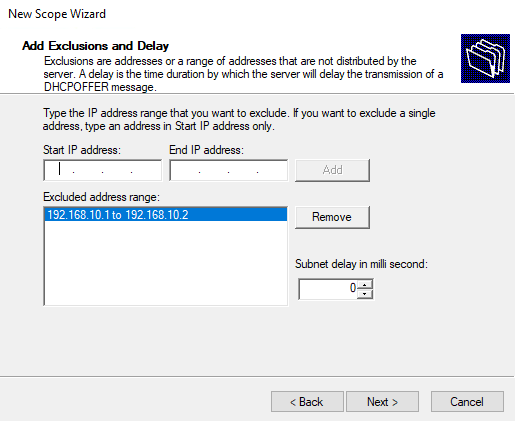 New Scope Wizard
Add Exclusions and Delay
Exclusions are addresses or a range of addresses that are not distributed by the
server. A delay is the time duration by which the server will delay the transmission of a
DHCPOFFER message.
Type the IP address range that you want to exclude. If you want to exclude a single
address, type an address in Start IP address only.
Start IP address: End IP address:
. . . . . . Add
Excluded address range:
192.168.10.1 to 192.168.10.2 Remove
Subnet delay in milli second:
0
< Back Next > Cancel